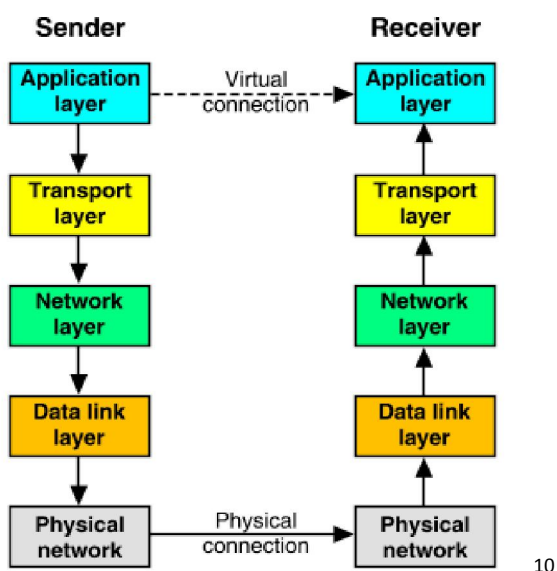 Sender
Receiver
Application
layer
Virtual
connection
Application
layer
Transport
layer
Transport
layer
Network
layer
Network
layer
Data link
layer
Data link
layer
Physical
network
Physical
connection
Physical
network
10